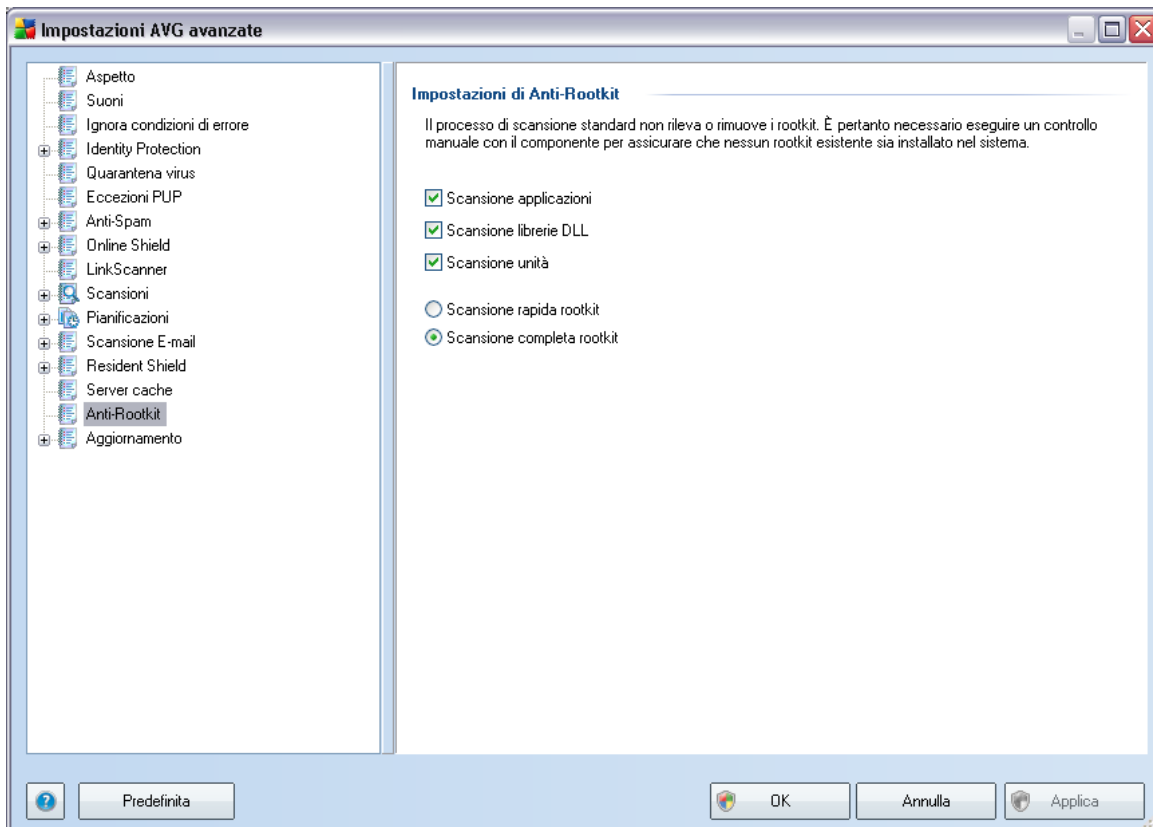 Impostazioni AVG avanzate
Aspetto
Suoni
Ignora condizioni di errore
Identity Protection
Quarantena virus
Eccezioni PUP
Anti-Spam
Online Shield
LinkScanner
Scansioni
Pianificazioni
Scansione E-mail
Resident Shield
Server cache
Anti-Rootkit
Aggiornamento
Impostazioni di Anti-Rootkit
Il processo di scansione standard non rileva o rimuove i rootkit. È pertanto necessario eseguire un controllo
manuale con il componente per assicurare che nessun rootkit esistente sia installato nel sistema.
Scansione applicazioni
Scansione librerie DLL
Scansione unità
Scansione rapida rootkit
Scansione completa rootkit
Predefinita
OK
Annulla
Applica